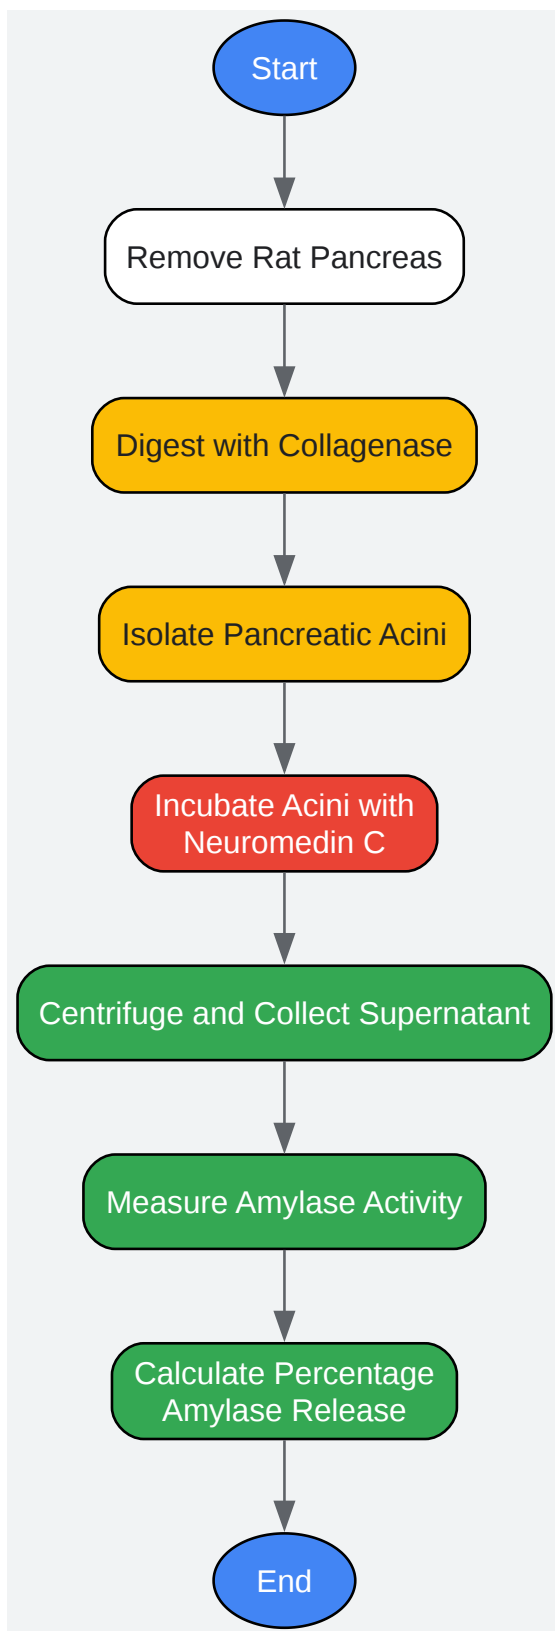 Start
Remove Rat Pancreas
Digest with Collagenase
Isolate Pancreatic Acini
Incubate Acini with
Neuromedin C
Centrifuge and Collect Supernatant
Measure Amylase Activity
Calculate Percentage
Amylase Release
End